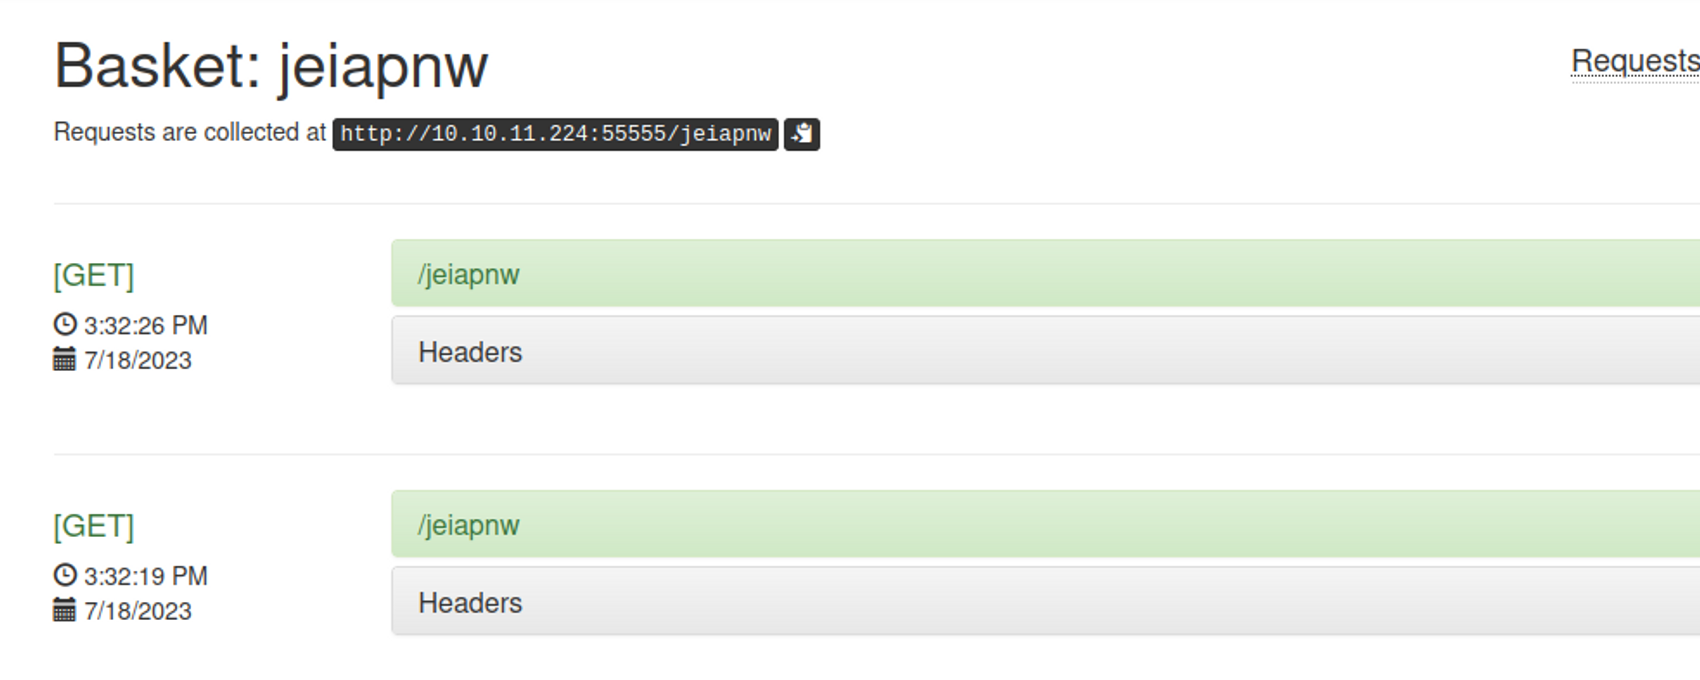 Basket: jeiapnw
Requests
Requests are collected at http://10.10.11.224:55555/jeiapnw
[GET]
/jeiapnw
3:32:26 PM
Headers
7/18/2023
[GET]
/jeiapnw
3:32:19 PM
Headers
7/18/2023